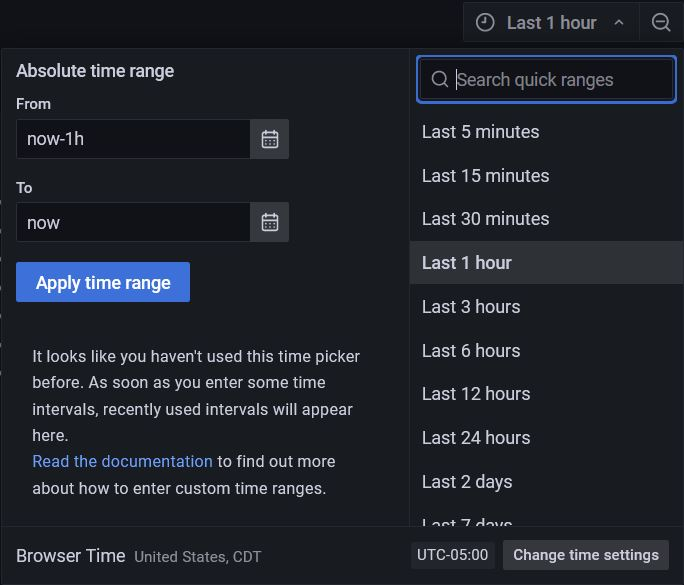 Last 1 hour
Absolute time range
From
now-1h
To
now
Apply time range
It looks like you haven't used this time picker
before. As soon as you enter some time
intervals, recently used intervals will appear
here.
Read the documentation to find out more
about how to enter custom time ranges.
Search quick ranges
Last 5 minutes
Last 15 minutes
Last 30 minutes
Last 1 hour
Last 3 hours
Last 6 hours
Last 12 hours
Last 24 hours
Last 2 days
Last 7 days
Browser Time United States, CDT
UTC-05:00
Change time settings